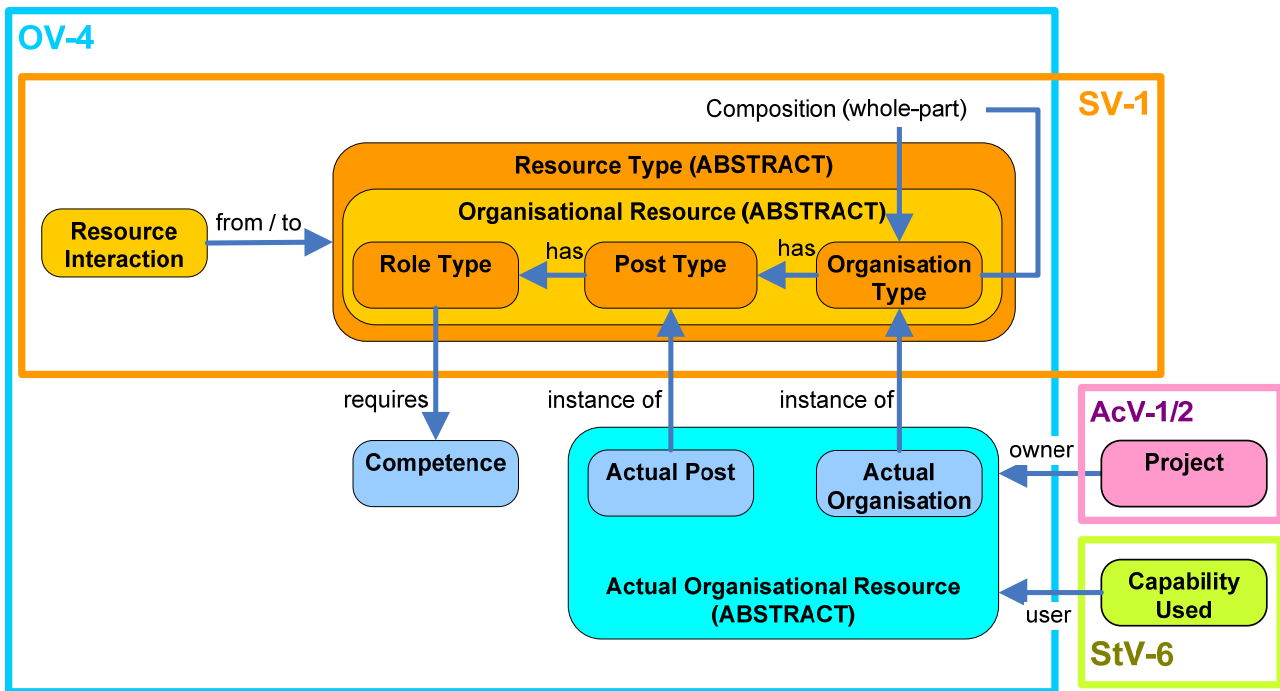 OV-4
SV-1
Composition (whole-part)
Resource Type (ABSTRACT)
Organisational Resource (ABSTRACT)
Resource
Interaction
from / to
Role Type
has
Post Type
has
Organisation
Type
requires
instance of
instance of
Competence
Actual Post
Actual
Organisation
Actual Organisational Resource
(ABSTRACT)
owner
AcV-1/2
Project
user
Capability
Used
StV-6